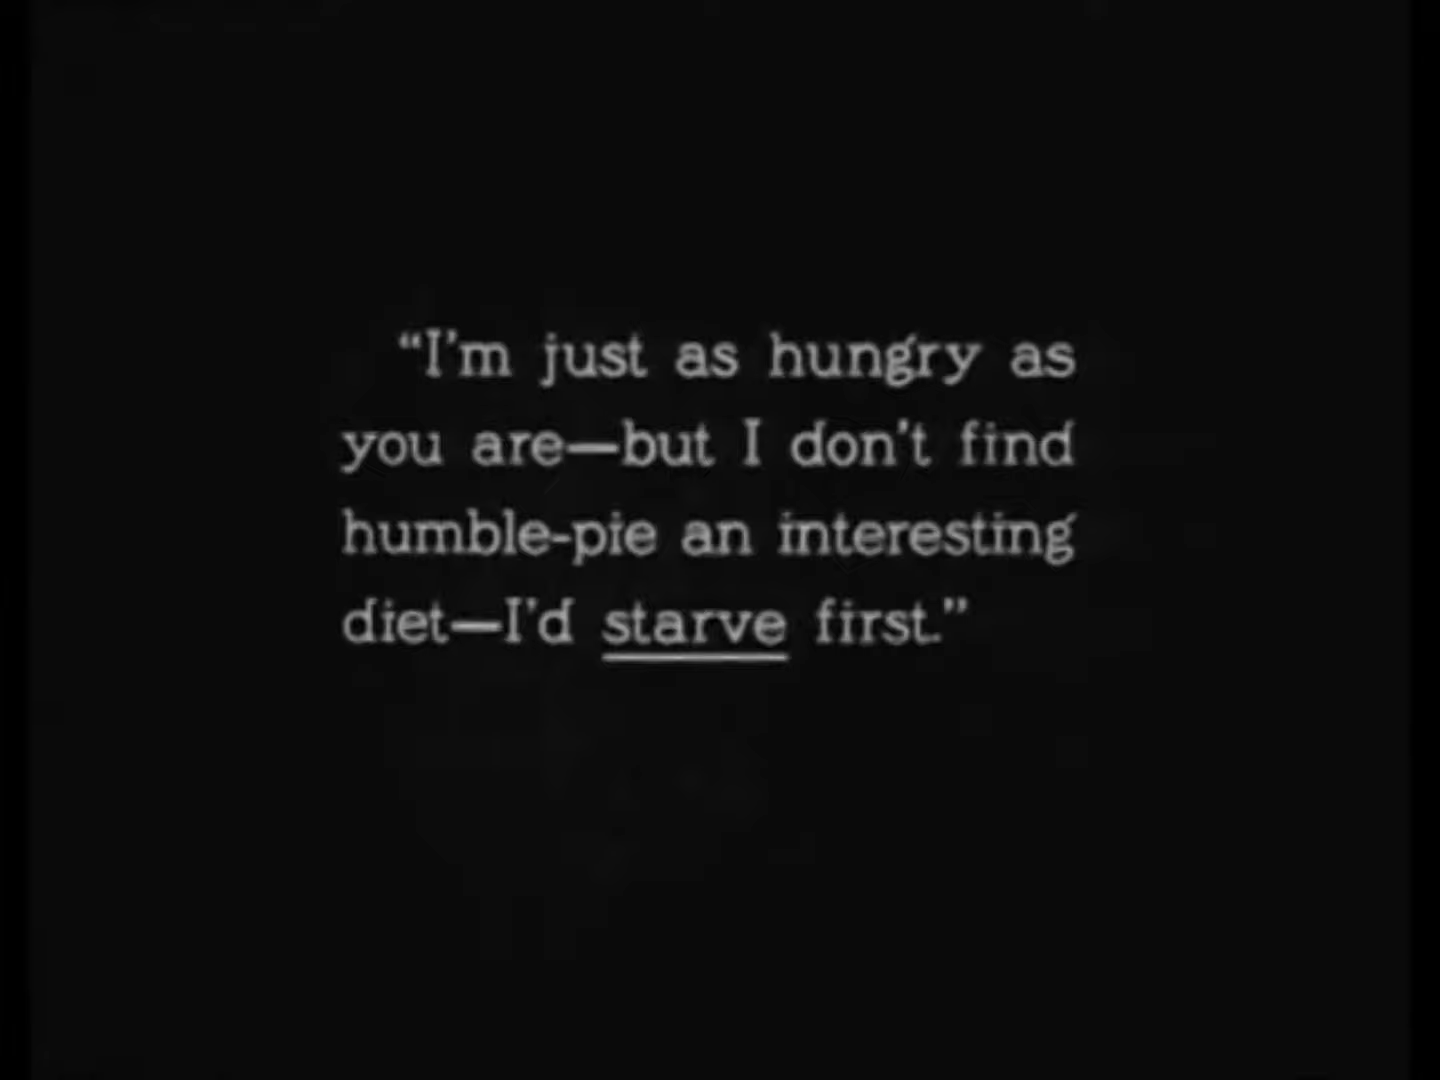 “I’m just as hungry as
you are—but I don’t find
humble-pie an interesting
diet—I’d starve first.”